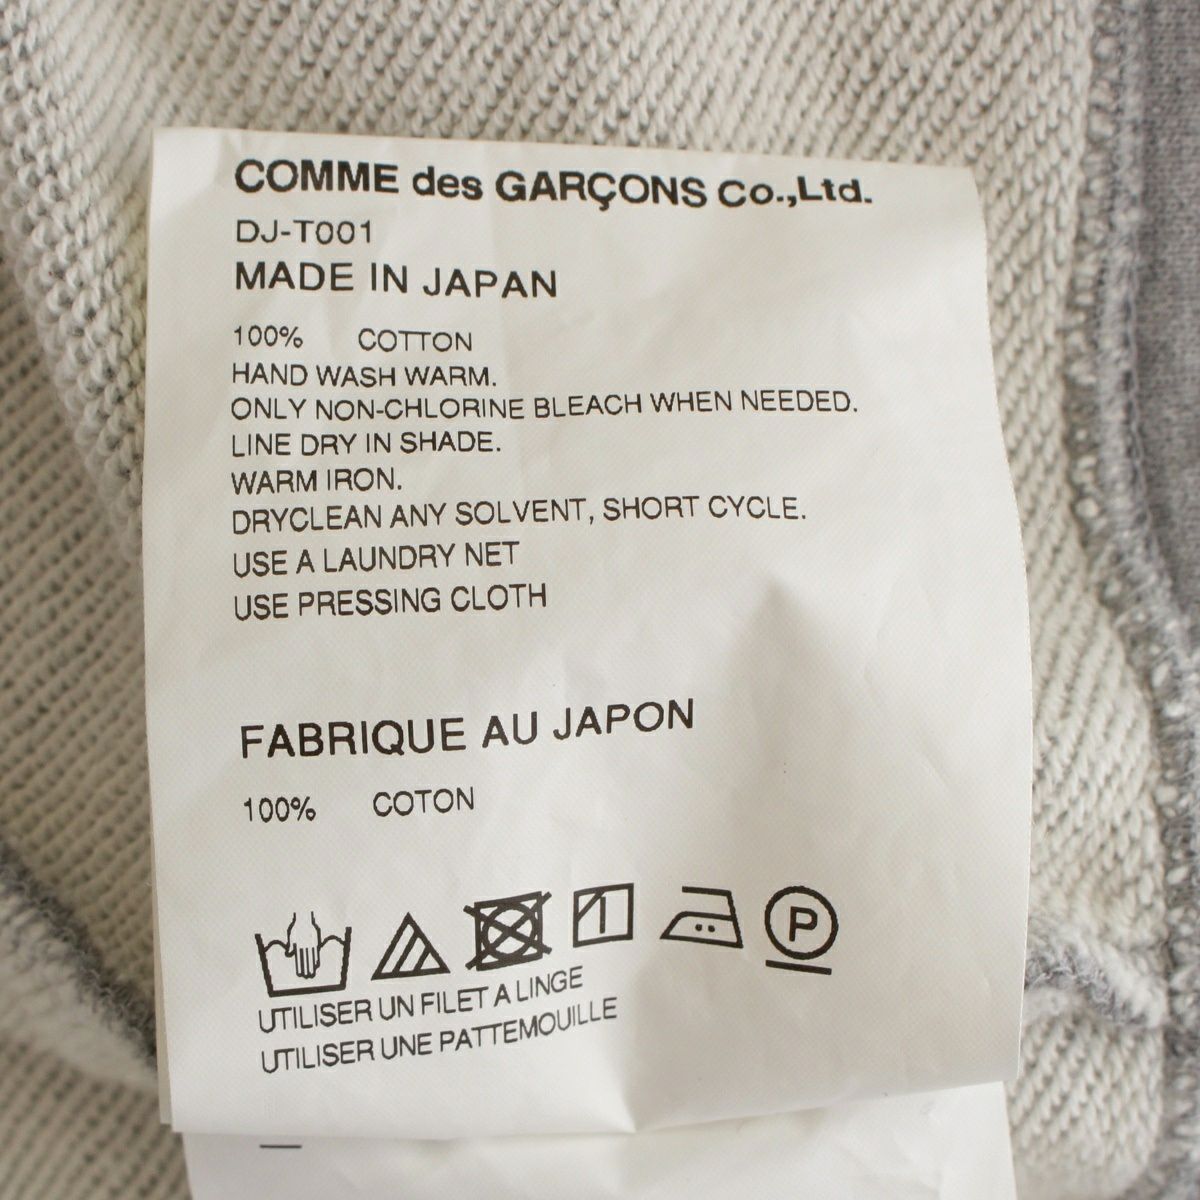 COMME des GARÇONS Co.,Ltd.
DJ-T001
MADE IN JAPAN
100% COTTON
HAND WASH WARM.
ONLY NON-CHLORINE BLEACH WHEN NEEDED.
LINE DRY IN SHADE.
WARM IRON.
DRYCLEAN ANY SOLVENT, SHORT CYCLE.
USE A LAUNDRY NET
USE PRESSING CLOTH
FABRIQUE AU JAPON
100% COTON
P
UTILISER UN FILET A LINGE
UTILISER UNE PATTEMOUILLE